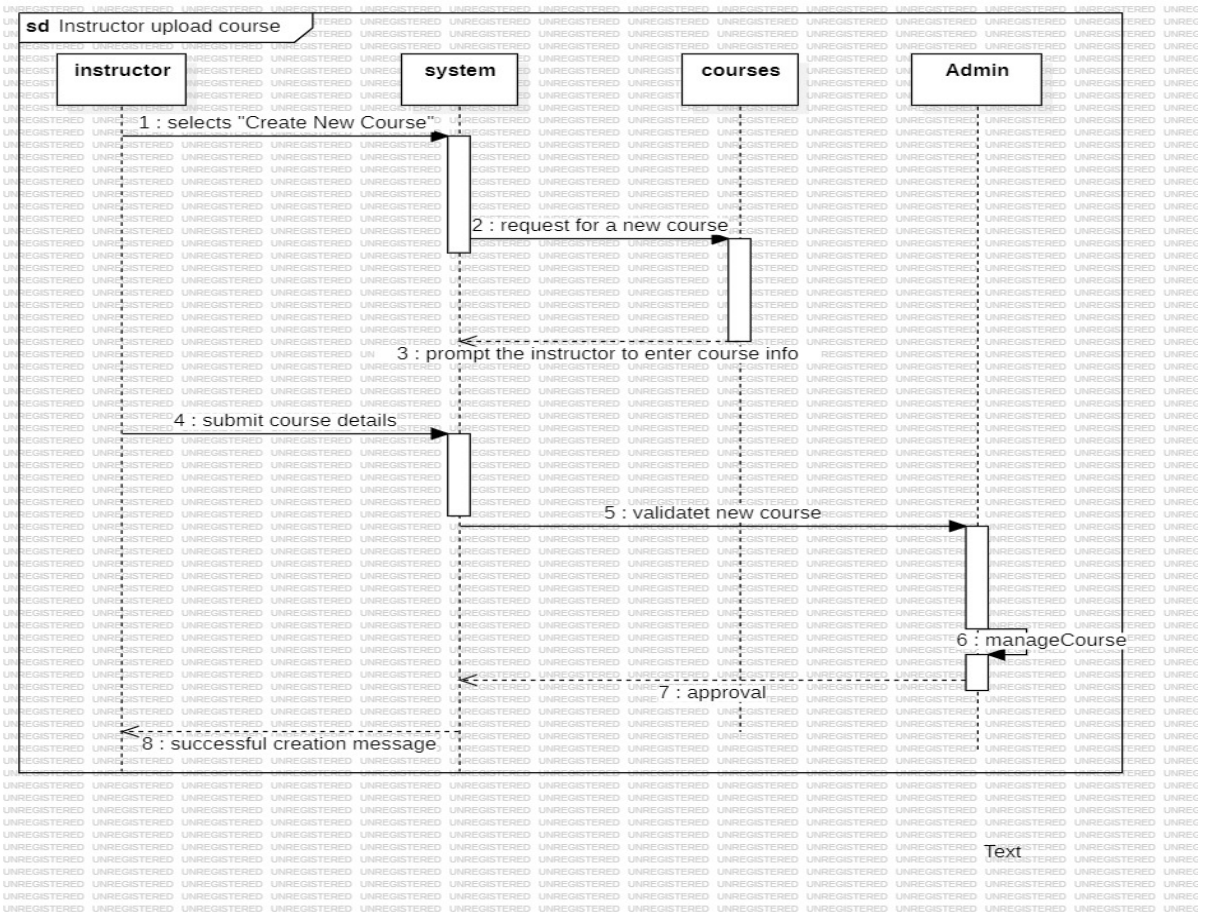 sd Instructor upload course
instructor
system
courses
Admin
1 : selects "Create New Course"
2 : request for a new course
3 : prompt the instructor to enter course info
4 : submit course details
5 : validatet new course
6 : manageCourse
7 : approval
8 : successful creation message
Text
UNREGISTERED